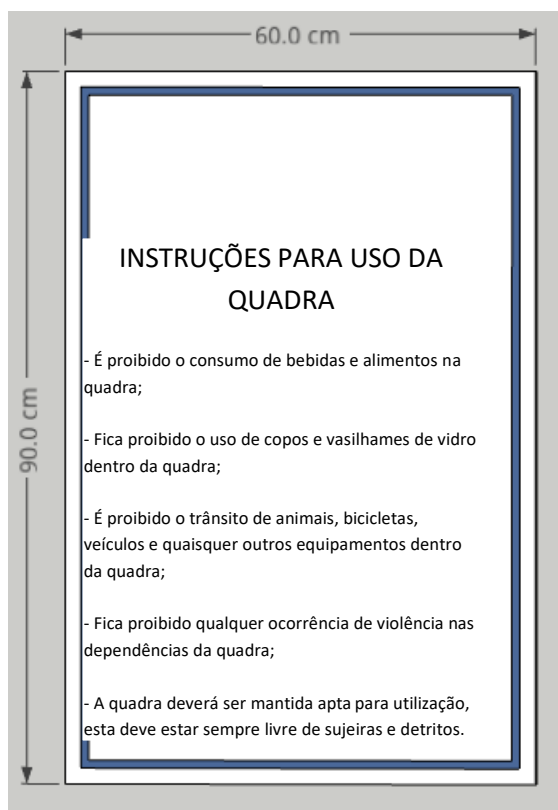 60.0 cm
90.0 cm
INSTRUÇÕES PARA USO DA
QUADRA
- É proibido o consumo de bebidas e alimentos na
quadra;
- Fica proibido o uso de copos e vasilhames de vidro
dentro da quadra;
- É proibido o trânsito de animais, bicicletas,
veículos e quaisquer outros equipamentos dentro
da quadra;
- Fica proibido qualquer ocorrência de violência nas
dependências da quadra;
- A quadra deverá ser mantida apta para utilização,
esta deve estar sempre livre de sujeiras e detritos.